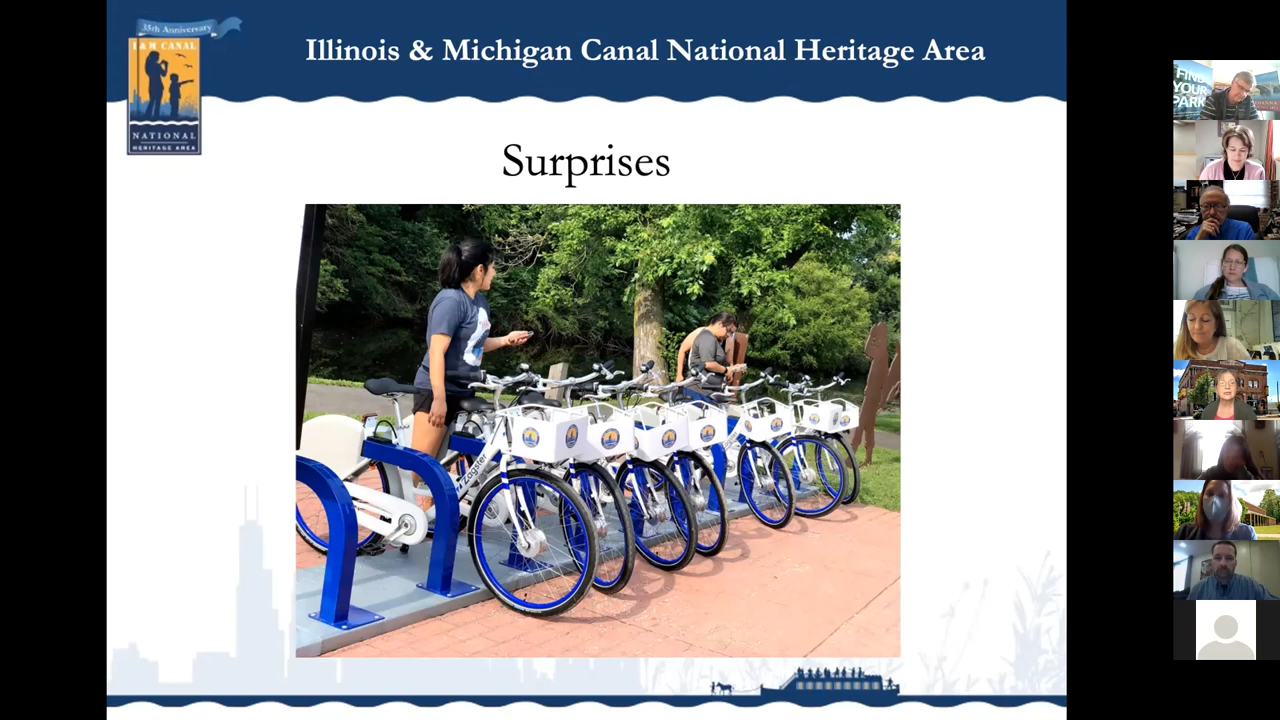 35th Anniversary
I&M CANAL
NATIONAL
HERITAGE AREA
Illinois & Michigan Canal National Heritage Area
Surprises
Zagster
FIND
YOUR
PARK